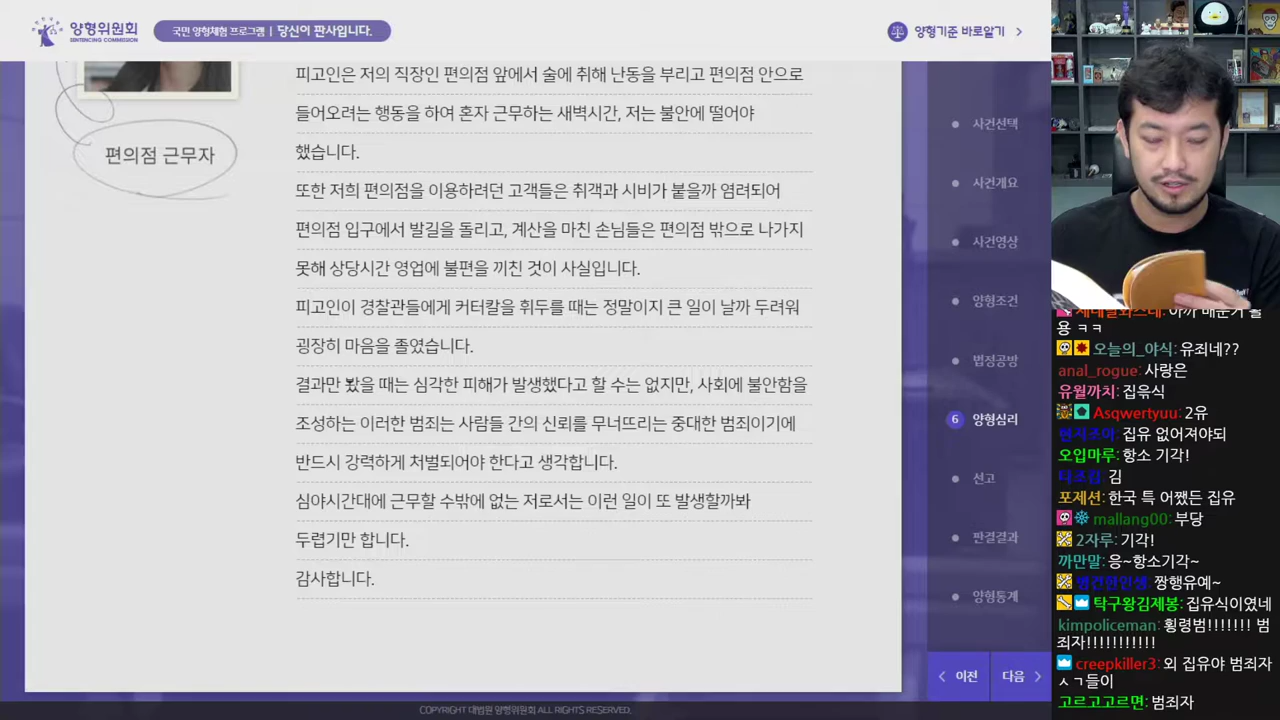 양형위원회
SENTENCING COMMISSION
국민 양형체험 프로그램 | 당신이 판사입니다.
양형기준 바로알기
편의점 근무자
피고인은 저의 직장인 편의점 앞에서 술에 취해 난동을 부리고 편의점 안으로
들어오려는 행동을 하여 혼자 근무하는 새벽시간, 저는 불안에 떨어야
했습니다.
또한 저희 편의점을 이용하려던 고객들은 취객과 시비가 붙을까 염려되어
편의점 입구에서 발길을 돌리고, 계산을 마친 손님들은 편의점 밖으로 나가지
못해 상당시간 영업에 불편을 끼친 것이 사실입니다.
피고인이 경찰관들에게 커터칼을 휘두를 때는 정말이지 큰 일이 날까 두려워
굉장히 마음을 졸였습니다.
결과만 봤을 때는 심각한 피해가 발생했다고 할 수는 없지만, 사회에 불안함을
조성하는 이러한 범죄는 사람들 간의 신뢰를 무너뜨리는 중대한 범죄이기에
반드시 강력하게 처벌되어야 한다고 생각합니다.
심야시간대에 근무할 수밖에 없는 저로서는 이런 일이 또 발생할까봐
두렵기만 합니다.
감사합니다.
사건선택
사건개요
사건영상
양형조건
법정공방
6 양형심리
선고
판결결과
양형통계
이전
다음
COPYRIGHT 대법원 양형위원회 ALL RIGHTS RESERVED.
용 ㅋㅋ
오늘의_야식: 유죄네??
anal_rogue: 사랑은
유월까치: 집유식
Asqwertyuu: 2유
집유 없어져야되
오입마루: 항소 기각!
김
포제션: 한국 특 어쨌든 집유
mallang00: 부당
2자루: 기각!
까만말: 응~항소기각~
짱행유예~
탁구왕김제봉: 집유식이였네
kimpoliceman: 횡령범!!!!!!! 범
죄자!!!!!!!!!!!
creepkiller3: 외 집유야 범죄자
ㅅㄱ들이
고르고고르면: 범죄자